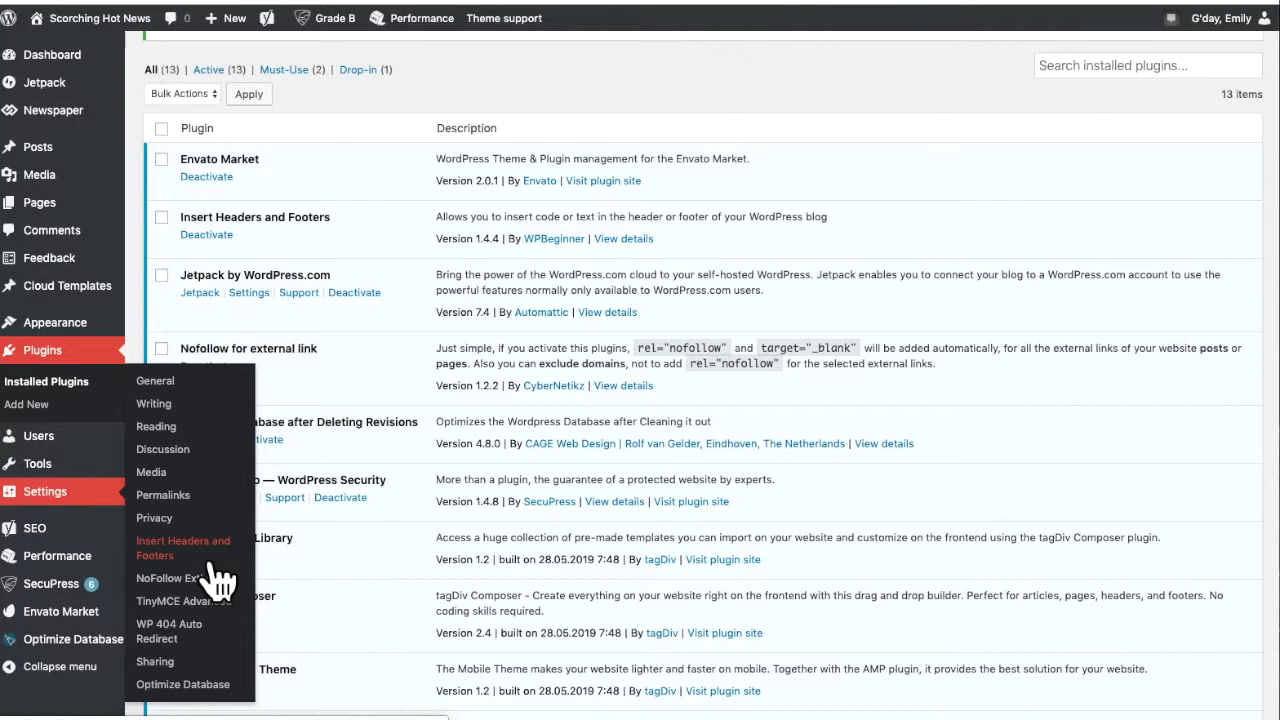 Scorching Hot News 0 + New Grade B Performance Theme support G'day, Emily
Dashboard
Jetpack
Newspaper
Posts
Media
Pages
Comments
Feedback
Cloud Templates
Appearance
Plugins
Installed Plugins
Add New
Users
Tools
Settings
SEO
Performance
SecuPress 6
Envato Market
Optimize Database
Collapse menu
General
Writing
Reading
Discussion
Media
Permalinks
Privacy
Insert Headers and
Footers
NoFollow
TinyMCE
WP 404 Auto
Redirect
Sharing
Optimize Database
All (13) | Active (13) | Must-Use (2) | Drop-in (1)
Search installed plugins...
Bulk Actions Apply
13 items
Plugin Description
Envato Market WordPress Theme & Plugin management for the Envato Market.
Deactivate Version 2.0.1 | By Envato | Visit plugin site
Insert Headers and Footers Allows you to insert code or text in the header or footer of your WordPress blog
Deactivate Version 1.4.4 | By WPBeginner | View details
Jetpack by WordPress.com Bring the power of the WordPress.com cloud to your self-hosted WordPress. Jetpack enables you to connect your blog to a WordPress.com account to use the
Jetpack | Settings | Support | Deactivate powerful features normally only available to WordPress.com users.
Version 7.4 | By Automattic | View details
Nofollow for external link Just simple, if you activate this plugins, rel="nofollow" and target="_blank" will be added automatically, for all the external links of your website posts or
pages. Also you can exclude domains, not to add rel="nofollow" for the selected external links.
Version 1.2.2 | By CyberNetikz | View details
abase after Deleting Revisions Optimizes the Wordpress Database after Cleaning it out
tivate Version 4.8.0 | By CAGE Web Design | Rolf van Gelder, Eindhoven, The Netherlands | View details
o — WordPress Security More than a plugin, the guarantee of a protected website by experts.
Support | Deactivate Version 1.4.8 | By SecuPress | View details | Visit plugin site
Library Access a huge collection of pre-made templates you can import on your website and customize on the frontend using the tagDiv Composer plugin.
Version 1.2 | built on 28.05.2019 7:48 | By tagDiv | Visit plugin site
oser tagDiv Composer - Create everything on your website right on the frontend with this drag and drop builder. Perfect for articles, pages, headers, and footers. No
coding skills required.
Version 2.4 | built on 28.05.2019 7:48 | By tagDiv | Visit plugin site
Theme The Mobile Theme makes your website lighter and faster on mobile. Together with the AMP plugin, it provides the best solution for your website.
Version 1.2 | built on 28.05.2019 7:48 | By tagDiv | Visit plugin site